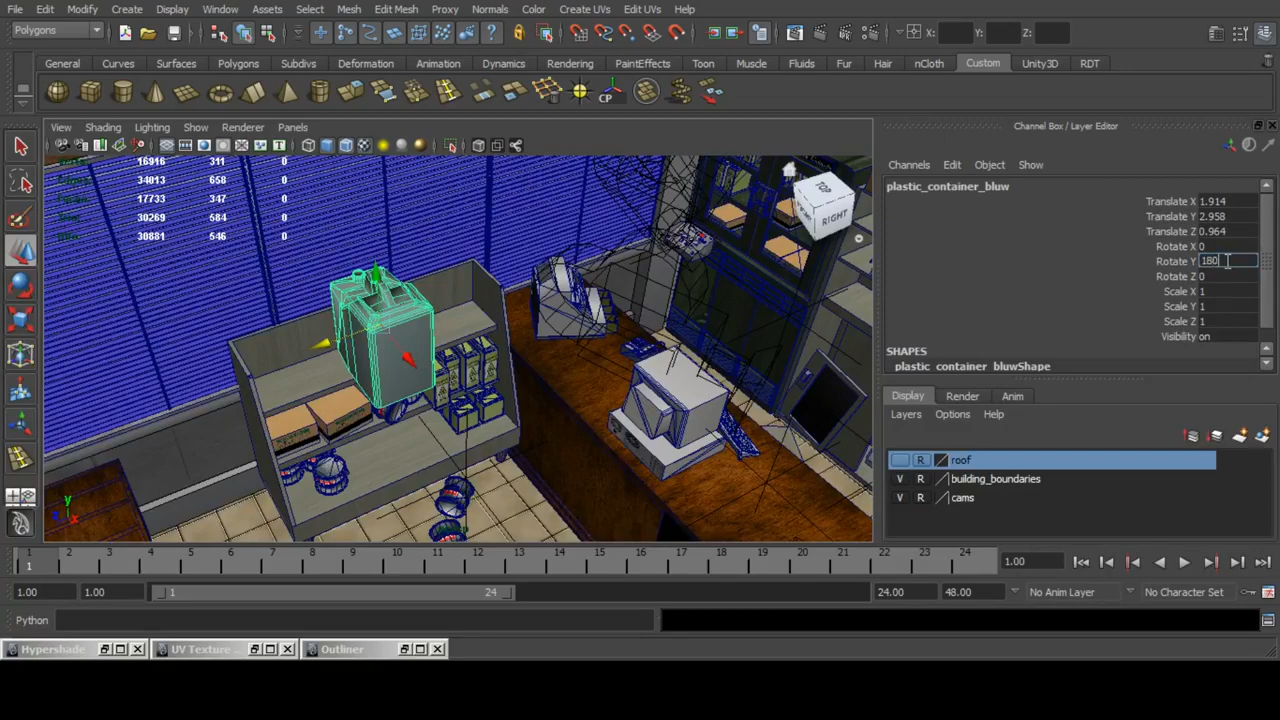 File Edit Modify Create Display Window Assets Select Mesh Edit Mesh Proxy Normals Color Create UVs Edit UVs Help
Polygons X: Y: Z:
General Curves Surfaces Polygons Subdivs Deformation Animation Dynamics Rendering PaintEffects Toon Muscle Fluids Fur Hair nCloth Custom Unity3D RDT
CP
View Shading Lighting Show Renderer Panels
Channel Box / Layer Editor
16916 311 0
34013 658 0
17733 347 0
30269 584 0
30881 546 0
TOP
RIGHT
y
z x
Channels Edit Object Show
plastic_container_bluw
Translate X 1.914
Translate Y 2.958
Translate Z 0.964
Rotate X 0
Rotate Y 180
Rotate Z 0
Scale X 1
Scale Y 1
Scale Z 1
Visibility on
SHAPES
plastic_container_bluwShape
Display Render Anim
Layers Options Help
R roof
V R building_boundaries
V R cams
1 2 3 4 5 6 7 8 9 10 11 12 13 14 15 16 17 18 19 20 21 22 23 24
1
1.00
1.00 1.00 1 24 24.00 48.00 No Anim Layer No Character Set
Python
Hypershade UV Texture ... Outliner